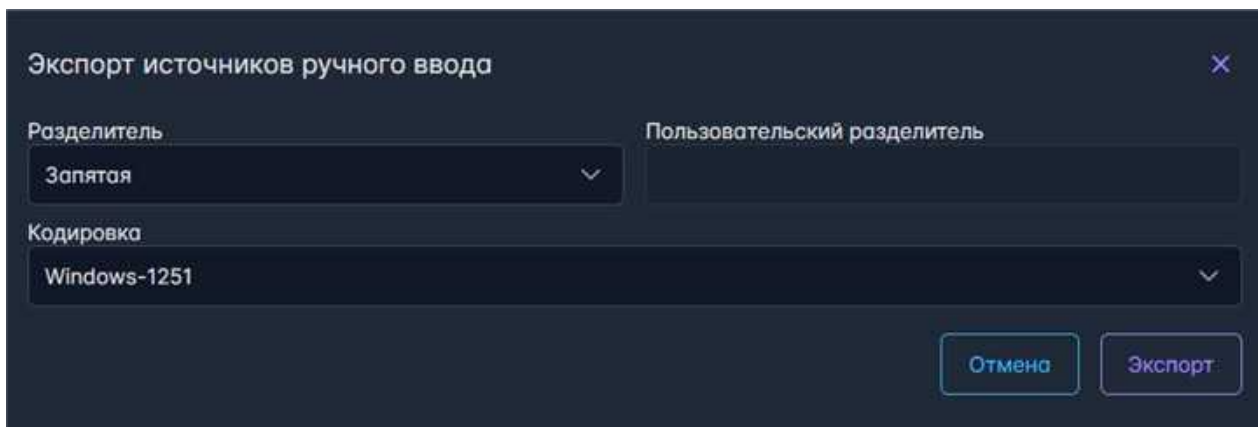 Экспорт источников ручного ввода
Разделитель
Пользовательский разделитель
Запятая
Кодировка
Windows-1251
Отмена
Экспорт